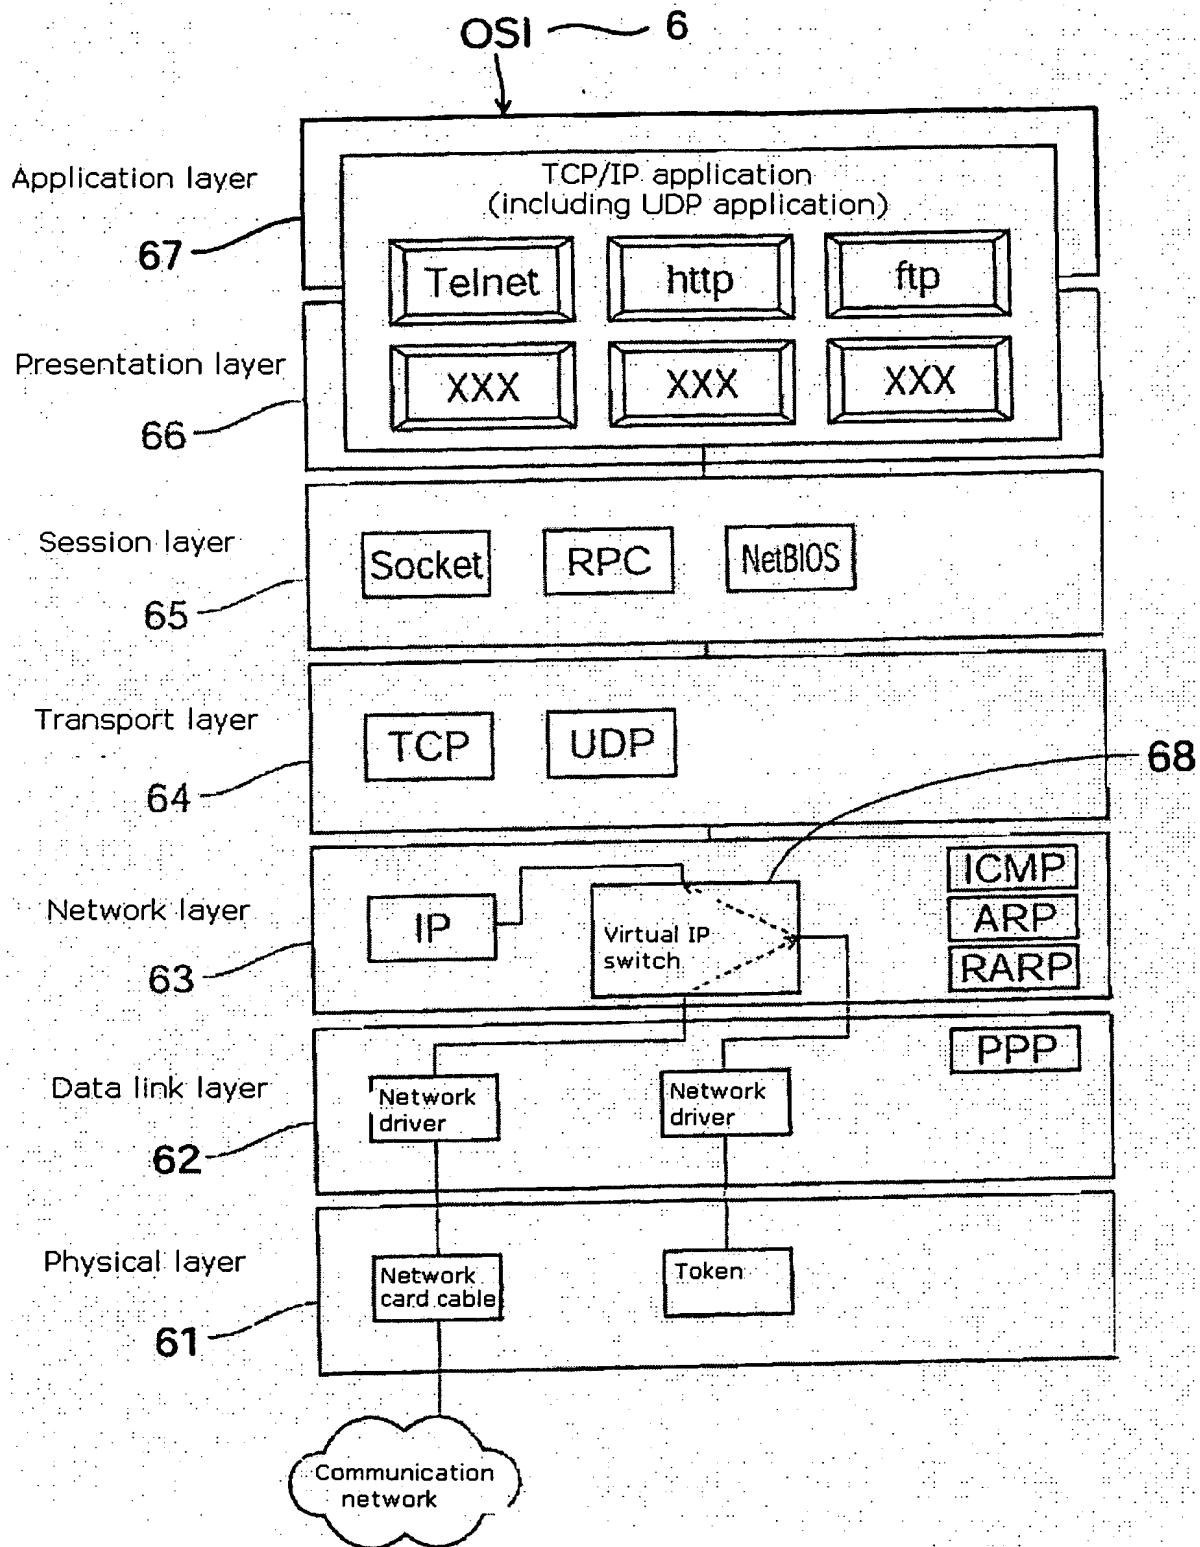 OSI 6
Application layer
67
TCP/IP application
(including UDP application)
Telnet
http
ftp
Presentation layer
66
XXX
XXX
XXX
Session layer
65
Socket
RPC
NetBIOS
Transport layer
64
TCP
UDP
68
Network layer
63
IP
Virtual IP
switch
ICMP
ARP
RARP
Data link layer
62
Network
driver
Network
driver
PPP
Physical layer
61
Network
card cable
Token
Communication
network